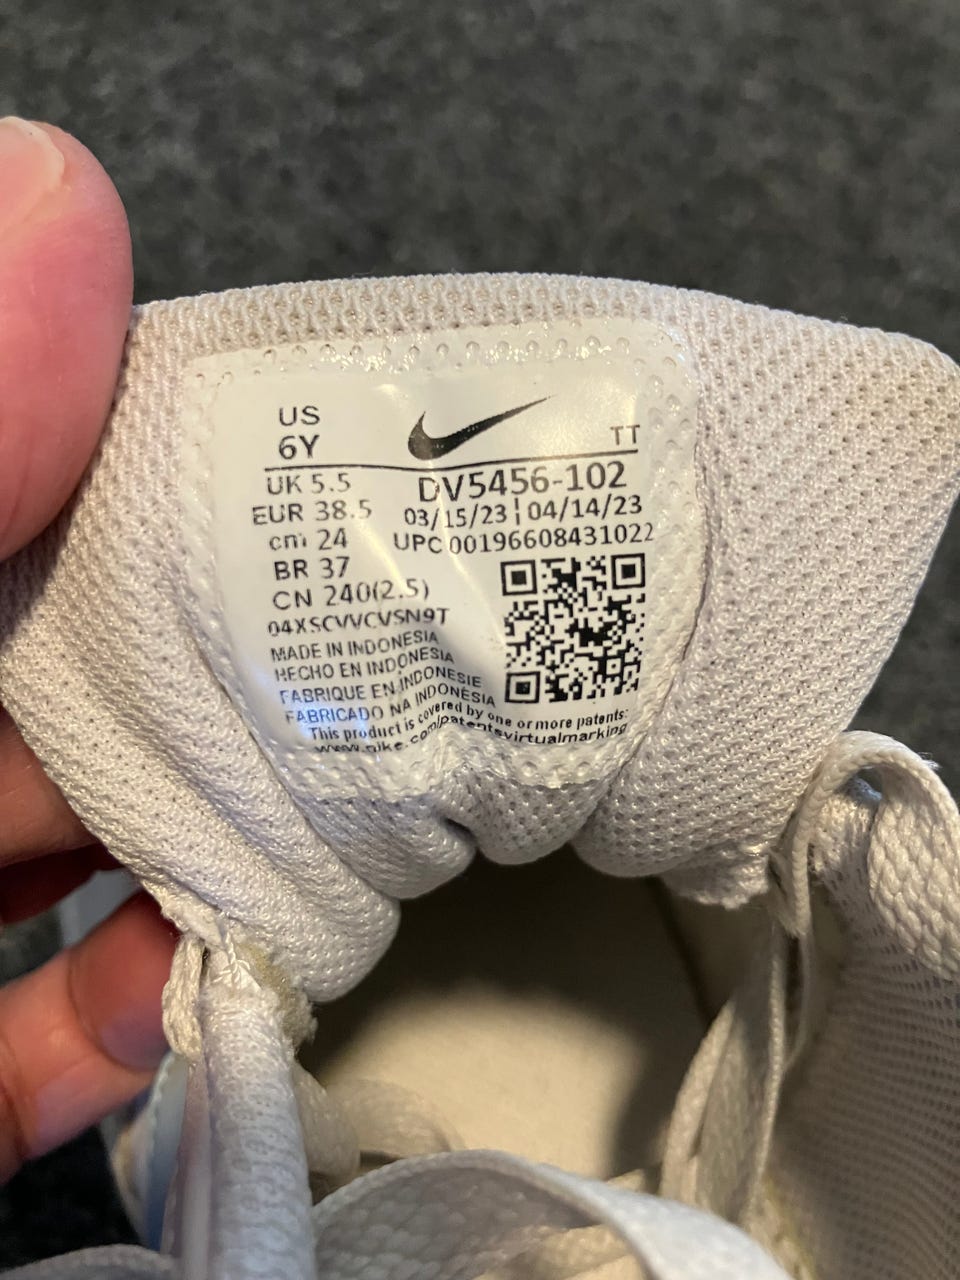 US
6Y
TT
UK 5.5
DV5456-102
EUR 38.5
03/15/23 | 04/14/23
cm 24
UPC 00196608431022
BR 37
CN 240(2.5)
04XSCVVCVSN9T
MADE IN INDONESIA
HECHO EN INDONESIA
FABRIQUE EN INDONESIE
FABRICADO NA INDONÉSIA
This product is covered by one or more patents:
www.nike.com/patentsvirtualmarking